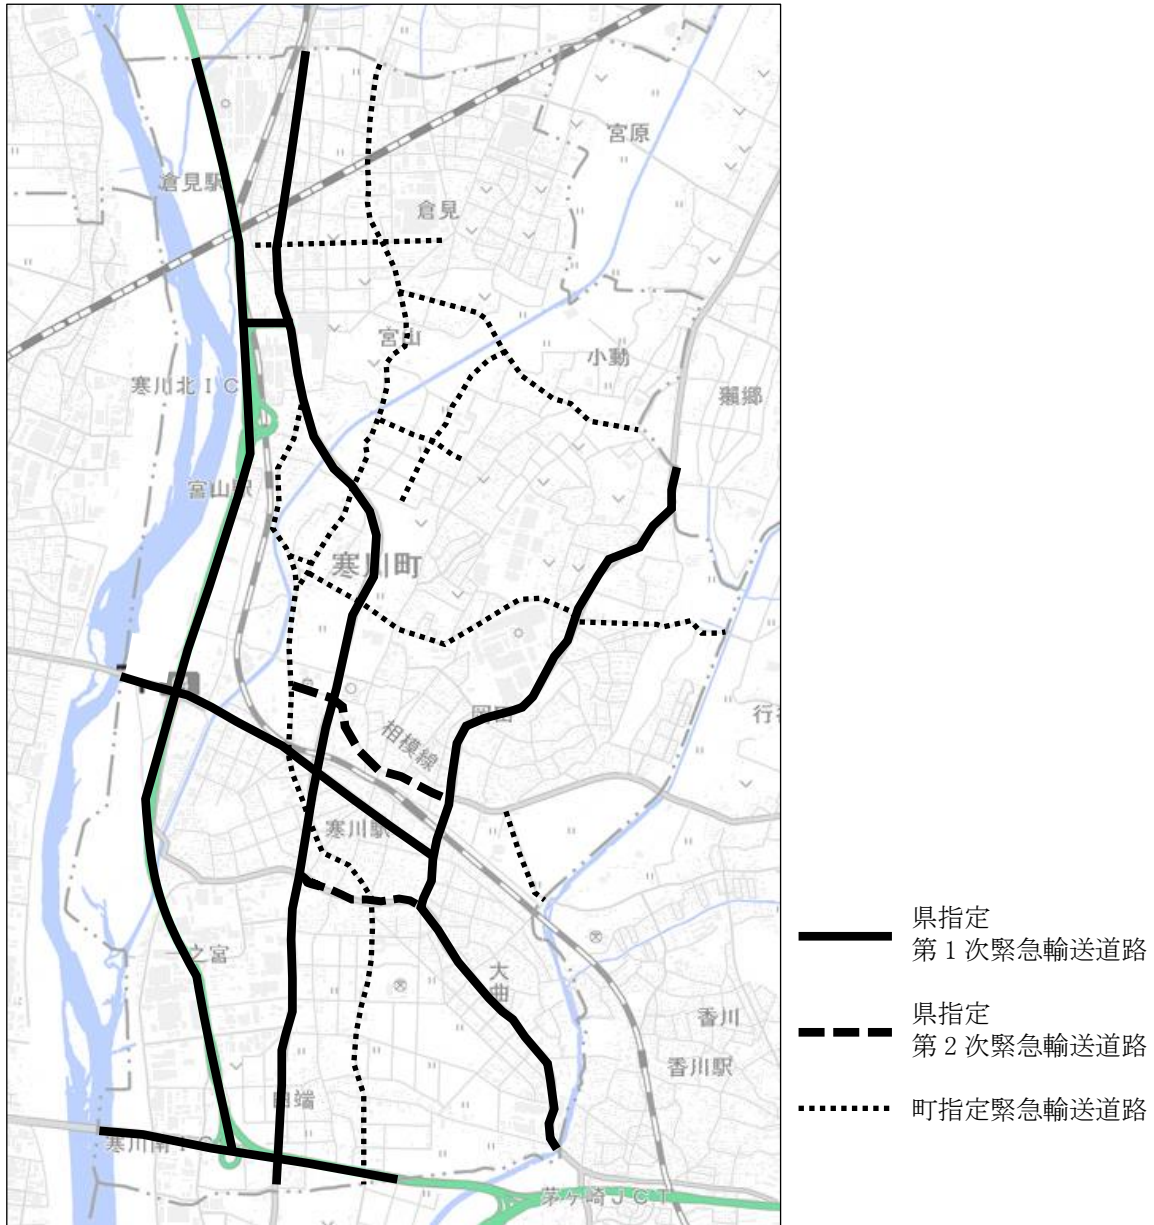 宮原
倉見駅
倉見
宮山
小動
寒川北ＩＣ
獺郷
宮山駅
寒川町
岡田
行
相模線
寒川駅
一之宮
大曲
香川
香川駅
田端
寒川南ＩＣ
茅ヶ崎ＪＣＴ
県指定
第１次緊急輸送道路
県指定
第２次緊急輸送道路
町指定緊急輸送道路